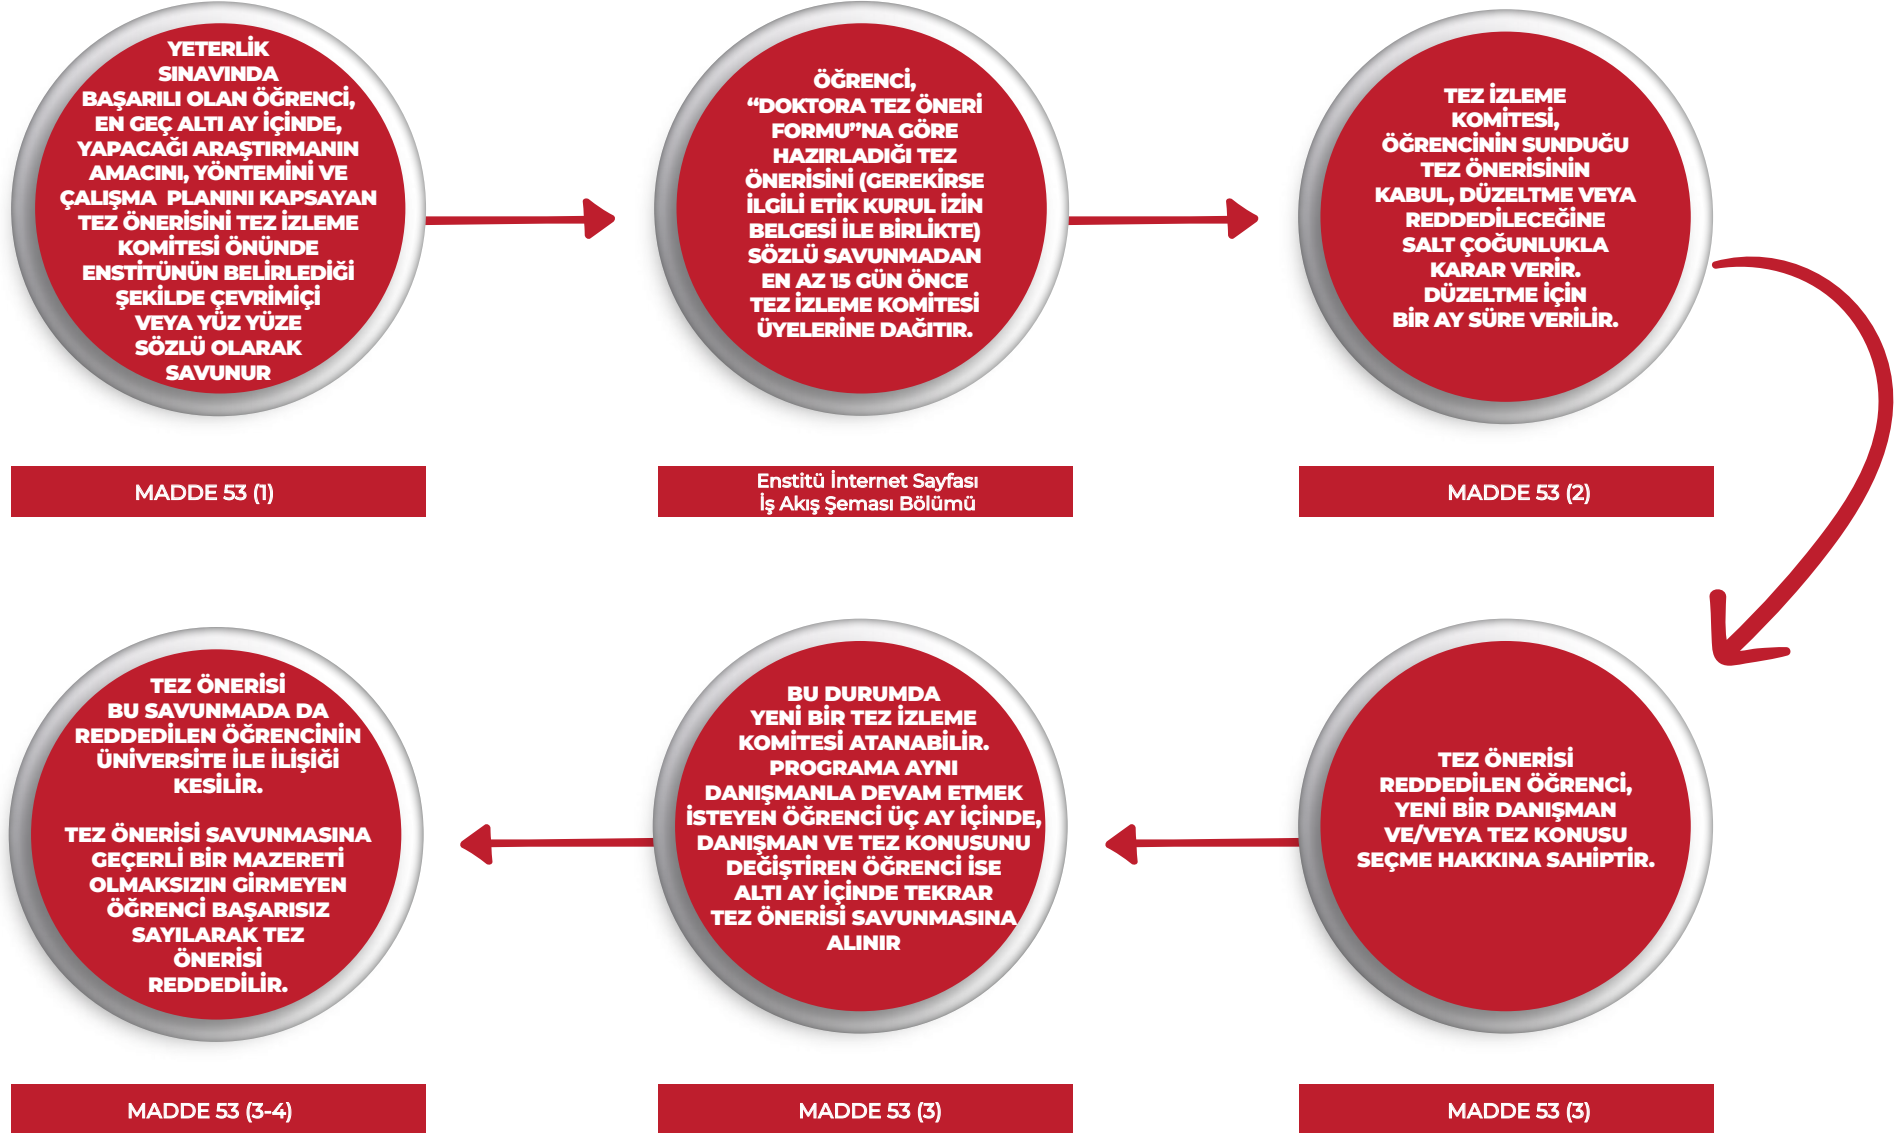 YETERLİK
SINAVINDA
BAŞARILI OLAN ÖĞRENCİ,
EN GEÇ ALTI AY İÇİNDE,
YAPACAĞI ARAŞTIRMANIN
AMACINI, YÖNTEMİNİ VE
ÇALIŞMA PLANINI KAPSAYAN
TEZ ÖNERİSİNİ TEZ İZLEME
KOMİTESİ ÖNÜNDE
ENSTİTÜNÜN BELİRLEDİĞİ
ŞEKİLDE ÇEVRİMİÇİ
VEYA YÜZ YÜZE
SÖZLÜ OLARAK
SAVUNUR
MADDE 53 (1)
ÖĞRENCİ,
“DOKTORA TEZ ÖNERİ
FORMU”NA GÖRE
HAZIRLADIĞI TEZ
ÖNERİSİNİ (GEREKİRSE
İLGİLİ ETİK KURUL İZİN
BELGESİ İLE BİRLİKTE)
SÖZLÜ SAVUNMADAN
EN AZ 15 GÜN ÖNCE
TEZ İZLEME KOMİTESİ
ÜYELERİNE DAĞITIR.
Enstitü İnternet Sayfası
İş Akış Şeması Bölümü
TEZ İZLEME
KOMİTESİ,
ÖĞRENCİNİN SUNDUĞU
TEZ ÖNERİSİNİN
KABUL, DÜZELTME VEYA
REDDEDİLECEĞİNE
SALT ÇOĞUNLUKLA
KARAR VERİR.
DÜZELTME İÇİN
BİR AY SÜRE VERİLİR.
MADDE 53 (2)
TEZ ÖNERİSİ
REDDEDİLEN ÖĞRENCİ,
YENİ BİR DANIŞMAN
VE/VEYA TEZ KONUSU
SEÇME HAKKINA SAHİPTİR.
MADDE 53 (3)
BU DURUMDA
YENİ BİR TEZ İZLEME
KOMİTESİ ATANABİLİR.
PROGRAMA AYNI
DANIŞMANLA DEVAM ETMEK
İSTEYEN ÖĞRENCİ ÜÇ AY İÇİNDE,
DANIŞMAN VE TEZ KONUSUNU
DEĞİŞTİREN ÖĞRENCİ İSE
ALTI AY İÇİNDE TEKRAR
TEZ ÖNERİSİ SAVUNMASINA
ALINIR
MADDE 53 (3)
TEZ ÖNERİSİ
BU SAVUNMADA DA
REDDEDİLEN ÖĞRENCİNİN
ÜNİVERSİTE İLE İLİŞİĞİ
KESİLİR.
TEZ ÖNERİSİ SAVUNMASINA
GEÇERLİ BİR MAZERETİ
OLMAKSIZIN GİRMEYEN
ÖĞRENCİ BAŞARISIZ
SAYILARAK TEZ
ÖNERİSİ
REDDEDİLİR.
MADDE 53 (3-4)